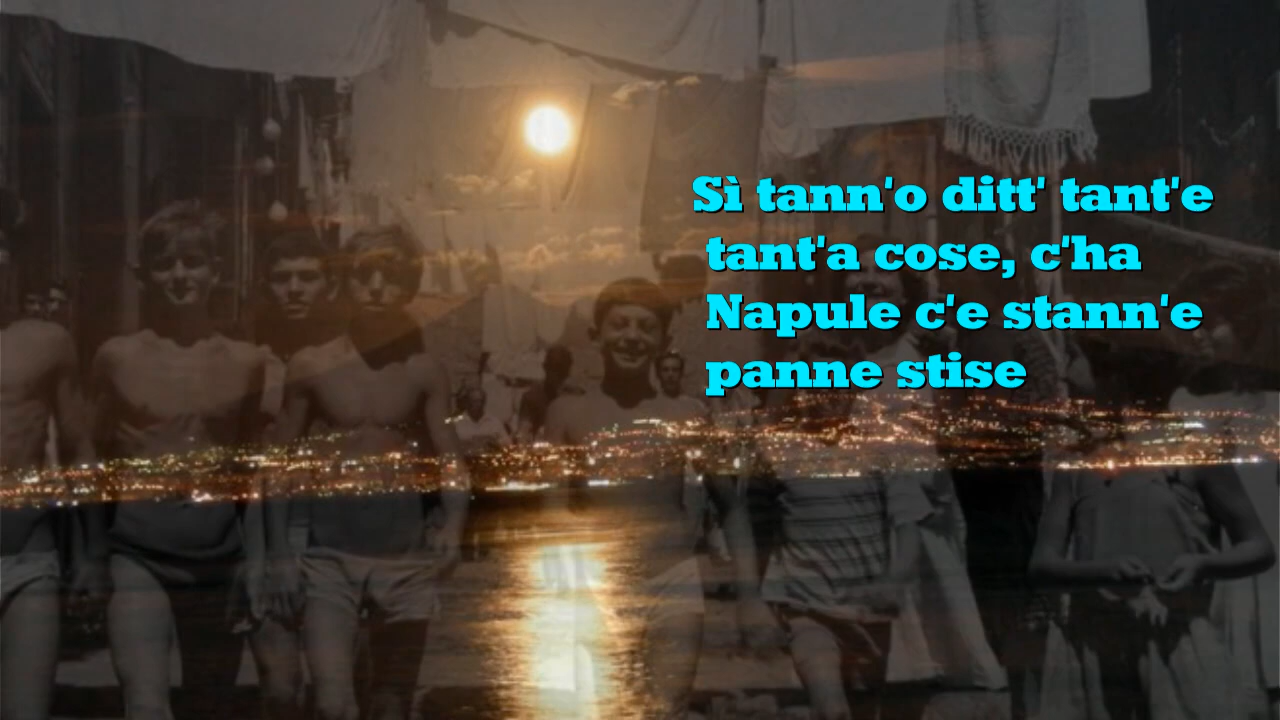 Sì tann'o ditt' tant'e
tant'a cose, c'ha
Napule c'e stann'e
panne stise